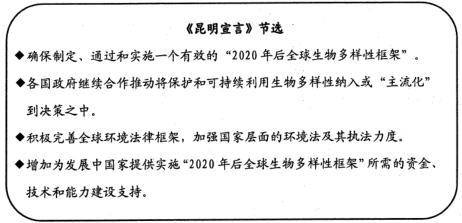 《昆明宣言》节选
◆确保制定、通过和实施一个有效的“2020年后全球生物多样性框架”。
◆各国政府继续合作推动将保护和可持续利用生物多样性纳入或“主流化”
到决策之中。
◆积极完善全球环境法律框架，加强国家层面的环境法及其执法力度。
◆增加为发展中国家提供实施“2020年后全球生物多样性框架”所需的资金、
技术和能力建设支持。